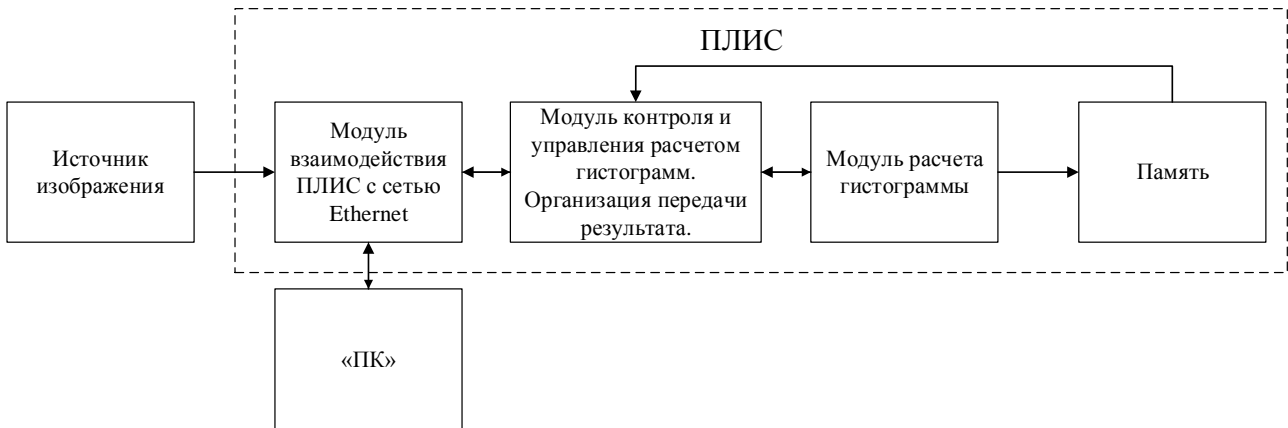 ПЛИС
Источник
изображения
Модуль
взаимодействия
ПЛИС с сетью
Ethernet
Модуль контроля и
управления расчетом
гистограмм.
Организация передачи
результата.
Модуль расчета
гистограммы
Память
«ПК»